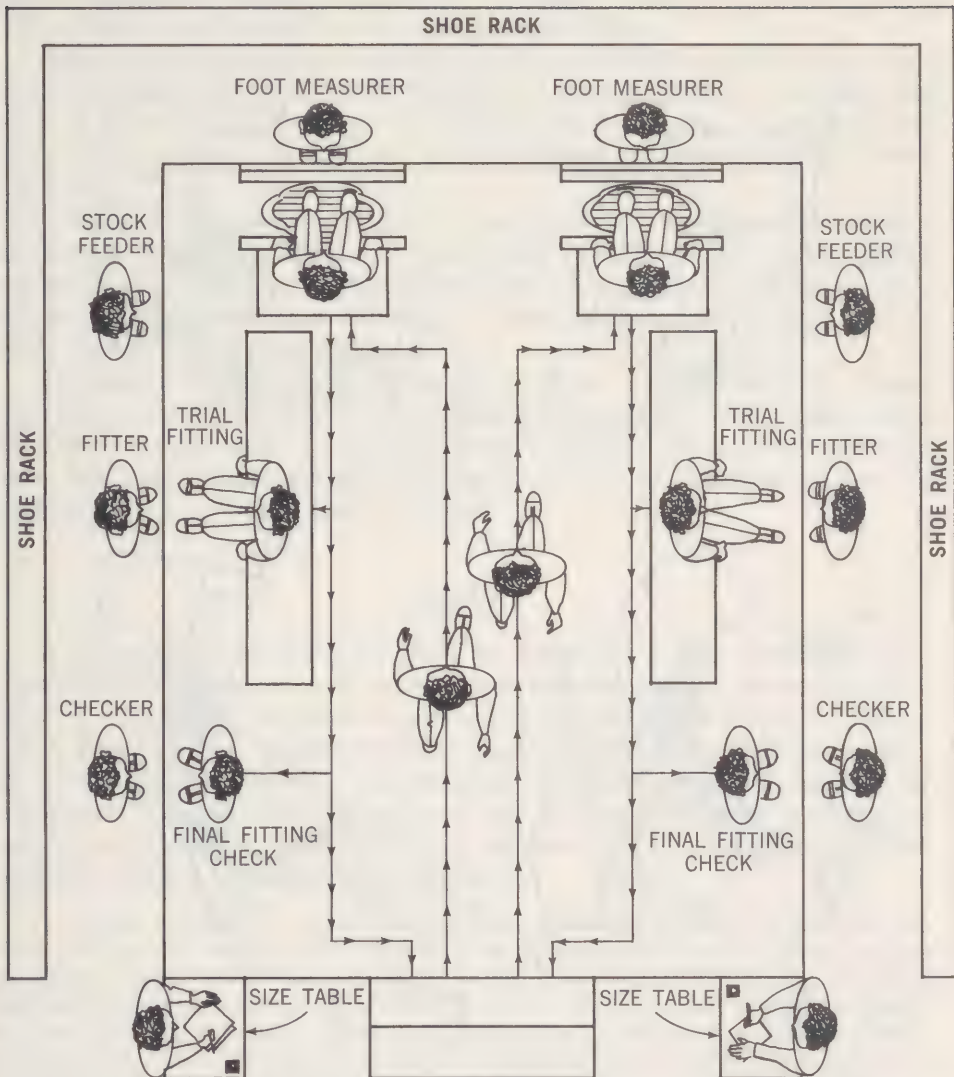 SHOE RACK
FOOT MEASURER
FOOT MEASURER
STOCK
FEEDER
STOCK
FEEDER
SHOE RACK
SHOE RACK
TRIAL
FITTING
TRIAL
FITTING
FITTER
FITTER
CHECKER
CHECKER
FINAL FITTING
CHECK
FINAL FITTING
CHECK
SIZE TABLE
SIZE TABLE